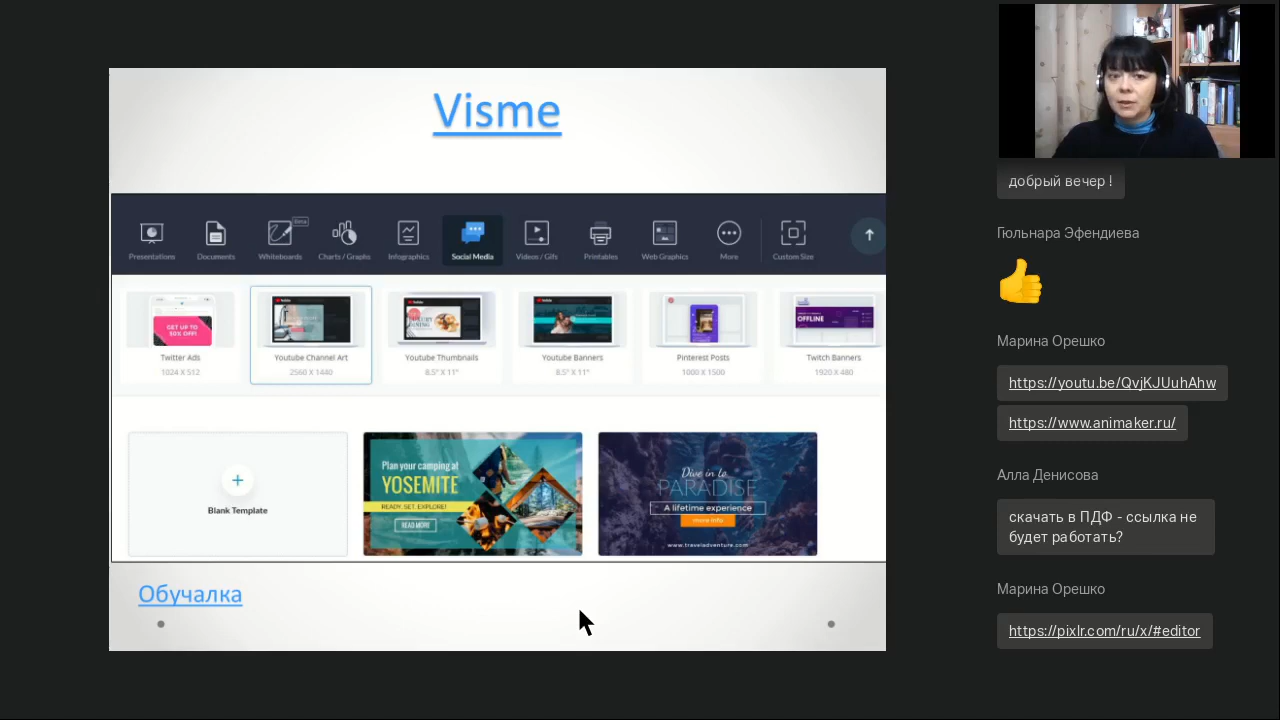 Visme
Presentations
Documents
Whiteboards
Beta
Charts / Graphs
Infographics
Social Media
Videos / Gifs
Printables
Web Graphics
More
Custom Size
GET UP TO
50% OFF!
Twitter Ads
1024 X 512
Youtube Channel Art
2560 X 1440
Youtube Thumbnails
8.5" X 11"
Youtube Banners
8.5" X 11"
Pinterest Posts
1000 X 1500
OFFLINE
Twitch Banners
1920 X 480
Blank Template
Plan your camping at
YOSEMITE
READY. SET. EXPLORE!
READ MORE
Dive in to
PARADISE
A lifetime experience
more info
www.traveladventure.com
Обучалка
добрый вечер !
Гюльнара Эфендиева
Марина Орешко
https://youtu.be/QvjKJUuhAhw
https://www.animaker.ru/
Алла Денисова
скачать в ПДФ - ссылка не
будет работать?
Марина Орешко
https://pixlr.com/ru/x/#editor